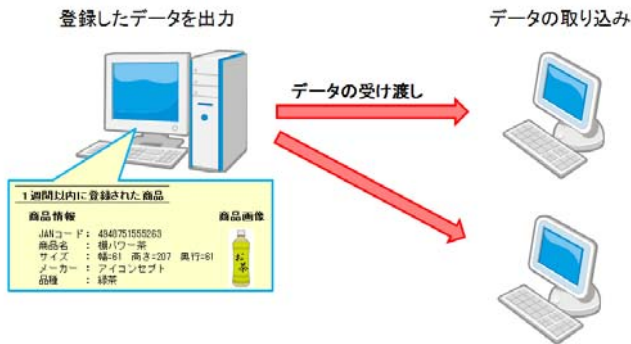 登録したデータを出力
データの取り込み
データの受け渡し
1週間以内に登録された商品
商品情報
商品画像
JANコード： 4940751555263
商品名 ： 棚パワー茶
サイズ ： 幅=61 高さ=207 奥行=61
メーカー ： アイコンセプト
品種 ： 緑茶
お茶